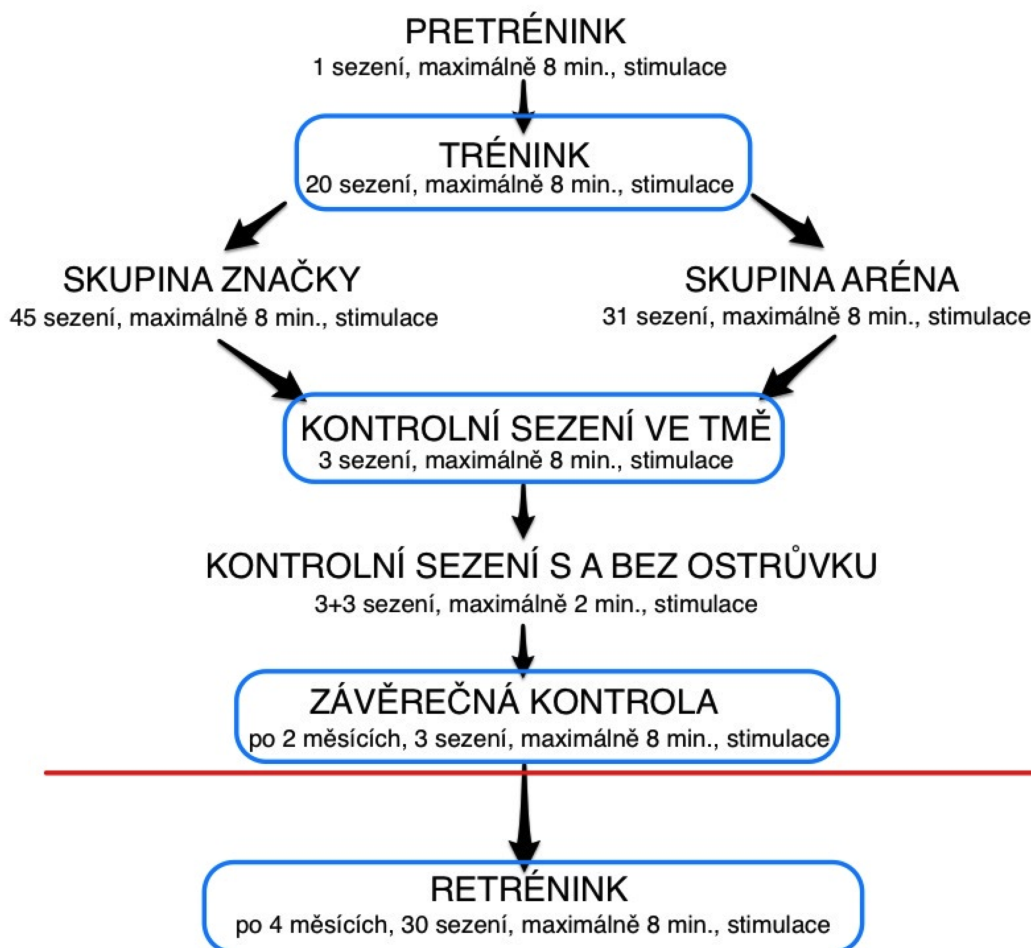 PRETRÉNINK
1 sezení, maximálně 8 min., stimulace
TRÉNINK
20 sezení, maximálně 8 min., stimulace
SKUPINA ZNAČKY
45 sezení, maximálně 8 min., stimulace
SKUPINA ARÉNA
31 sezení, maximálně 8 min., stimulace
KONTROLNÍ SEZENÍ VE TMĚ
3 sezení, maximálně 8 min., stimulace
KONTROLNÍ SEZENÍ S A BEZ OSTRŮVKU
3+3 sezení, maximálně 2 min., stimulace
ZÁVĚREČNÁ KONTROLA
po 2 měsících, 3 sezení, maximálně 8 min., stimulace
RETRÉNINK
po 4 měsících, 30 sezení, maximálně 8 min., stimulace